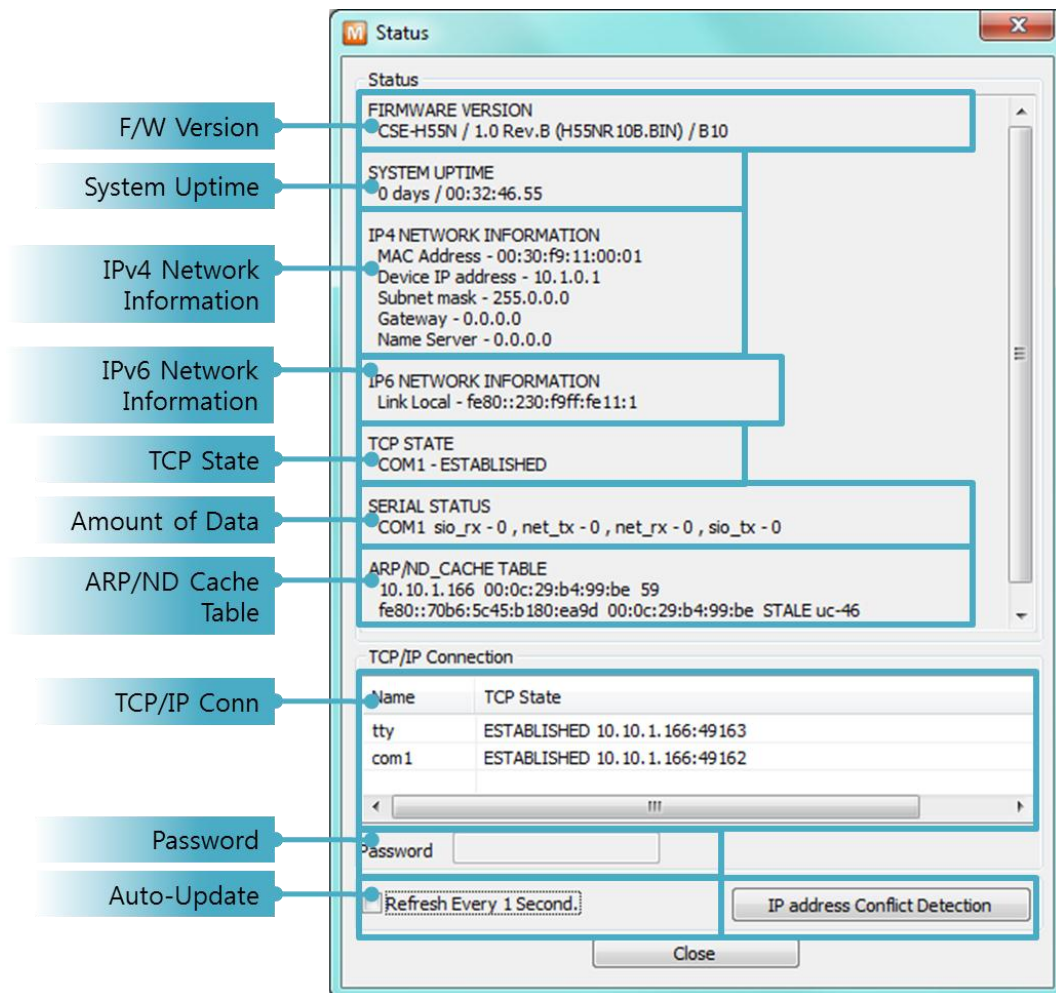 M Status
Status
F/W Version
FIRMWARE VERSION
CSE-H55N / 1.0 Rev.B (H55NR10B.BIN) / B10
System Uptime
SYSTEM UPTIME
0 days / 00:32:46.55
IPv4 Network
Information
IP4 NETWORK INFORMATION
MAC Address - 00:30:f9:11:00:01
Device IP address - 10.1.0.1
Subnet mask - 255.0.0.0
Gateway - 0.0.0.0
Name Server - 0.0.0.0
IPv6 Network
Information
IP6 NETWORK INFORMATION
Link Local - fe80::230:f9ff:fe11:1
TCP State
TCP STATE
COM1 - ESTABLISHED
Amount of Data
SERIAL STATUS
COM1 sio_rx - 0 , net_tx - 0 , net_rx - 0 , sio_tx - 0
ARP/ND Cache
Table
ARP/ND_CACHE TABLE
10.10.1.166 00:0c:29:b4:99:be 59
fe80::70b6:5c45:b180:ea9d 00:0c:29:b4:99:be STALE uc-46
TCP/IP Connection
TCP/IP Conn
Name TCP State
tty ESTABLISHED 10.10.1.166:49163
com1 ESTABLISHED 10.10.1.166:49162
Password
Password
Auto-Update
Refresh Every 1 Second.
IP address Conflict Detection
Close